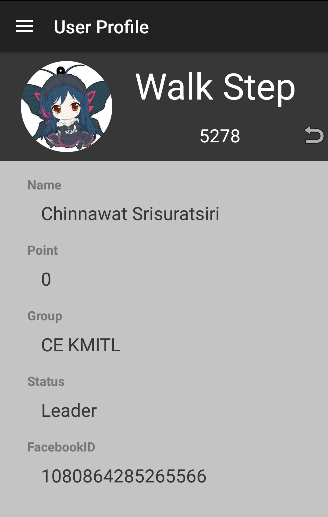 User Profile
Walk Step
5278
Name
Chinnawat Srisuratsiri
Point
0
Group
CE KMITL
Status
Leader
FacebookID
1080864285265566